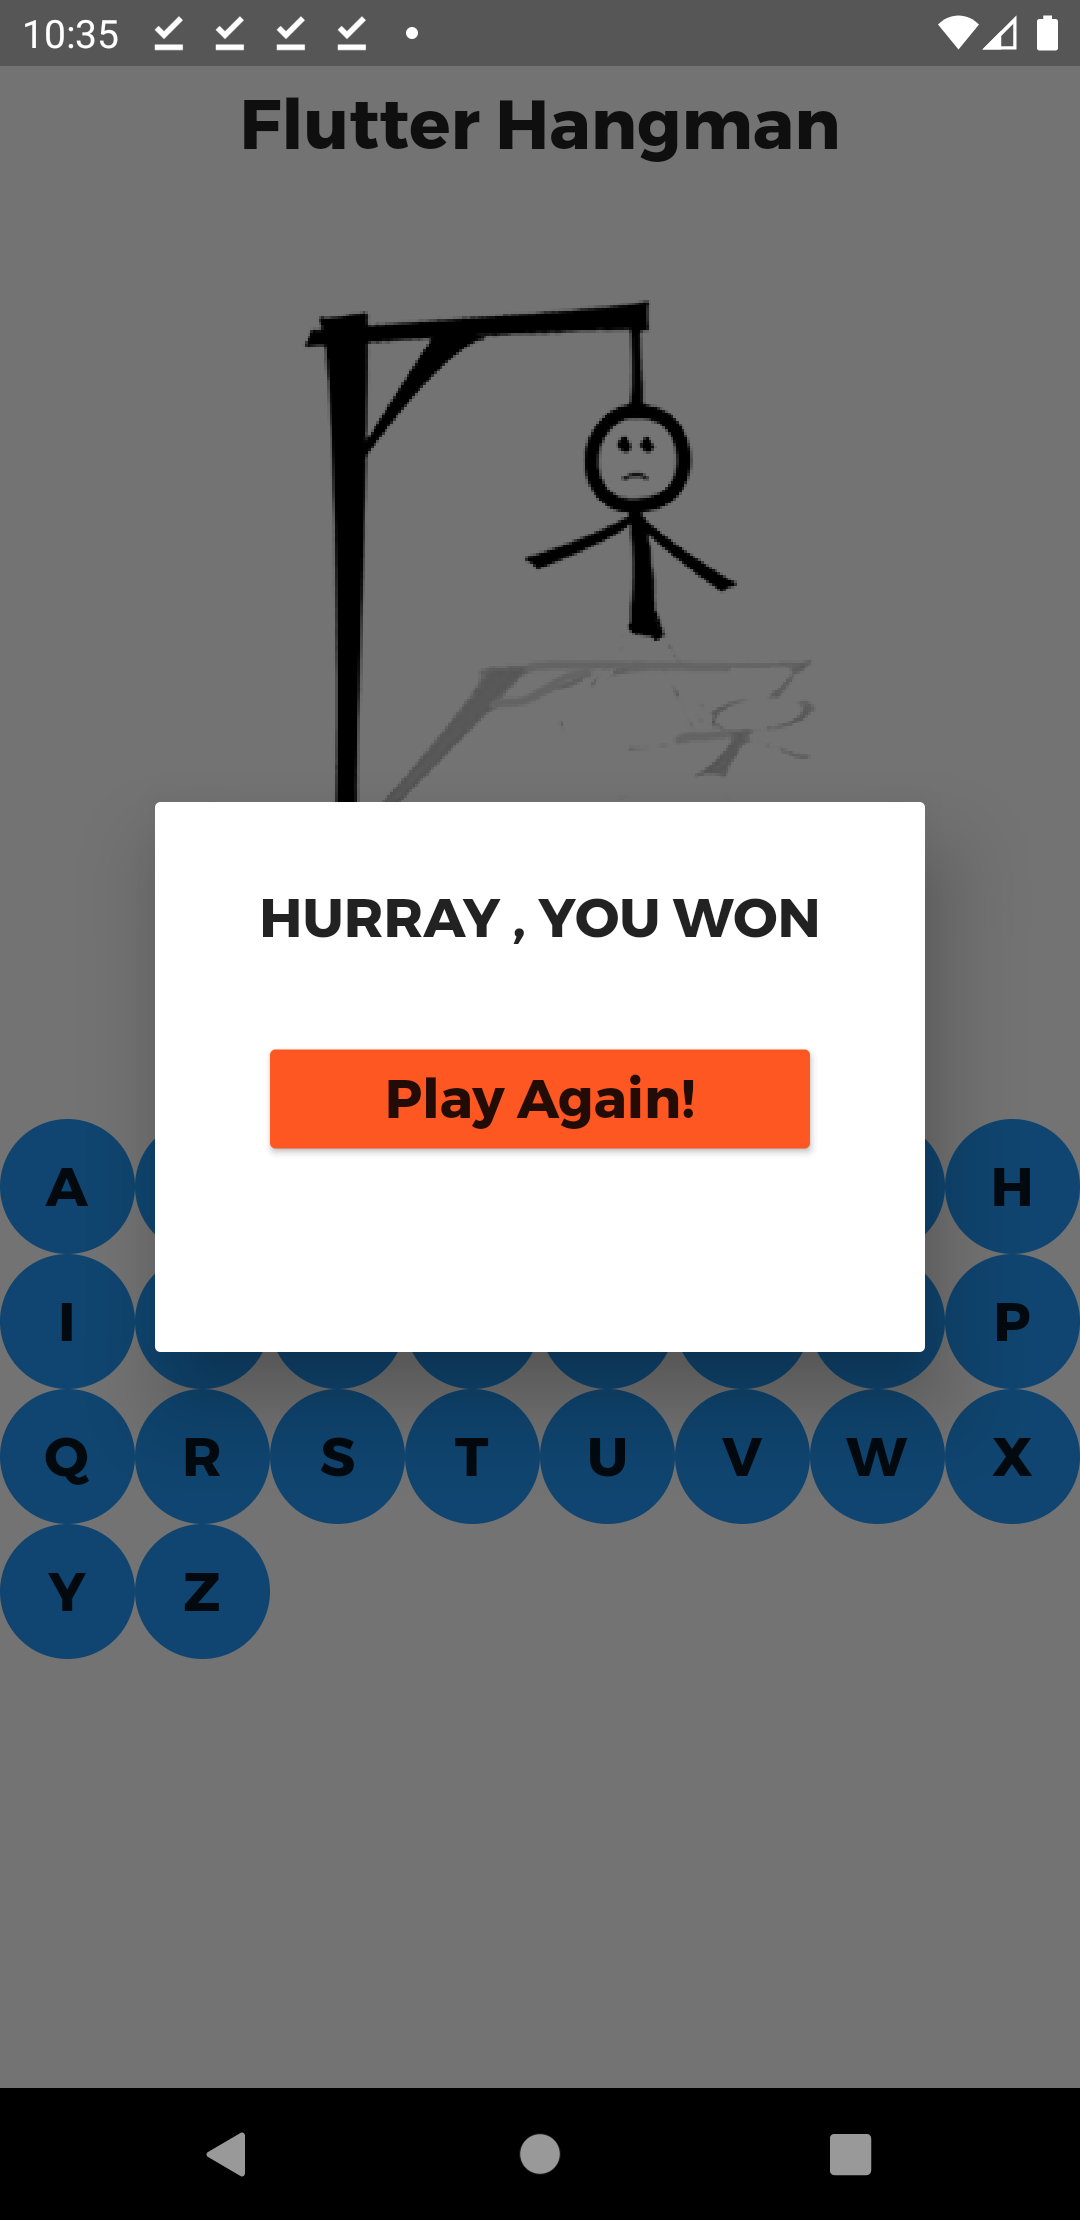 10:35
Flutter Hangman
HURRAY , YOU WON
Play Again!
A H
I P
Q R S T U V W X
Y Z